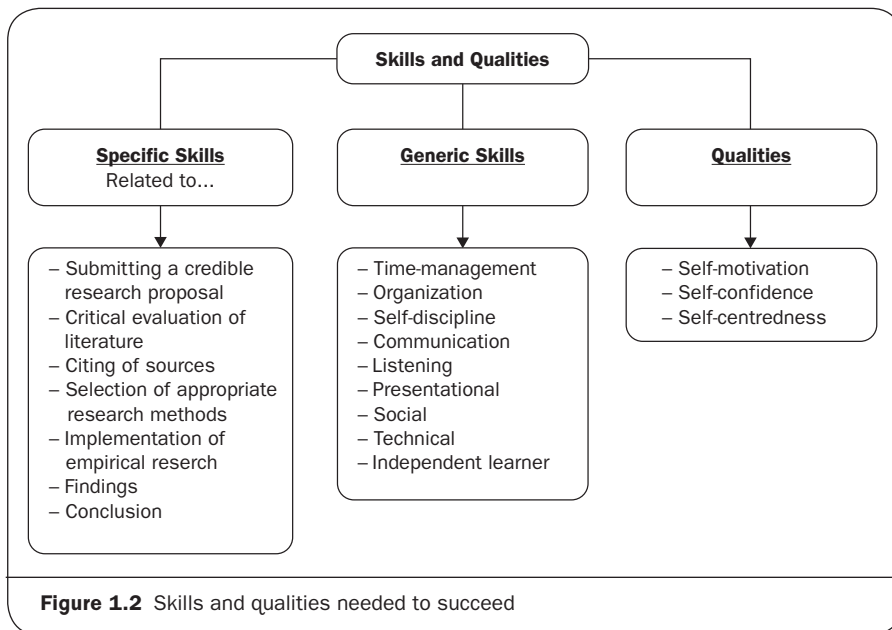 Skills and Qualities
Specific Skills
Related to...
– Submitting a credible
research proposal
– Critical evaluation of
literature
– Citing of sources
– Selection of appropriate
research methods
– Implementation of
empirical reserch
– Findings
– Conclusion
Generic Skills
– Time-management
– Organization
– Self-discipline
– Communication
– Listening
– Presentational
– Social
– Technical
– Independent learner
Qualities
– Self-motivation
– Self-confidence
– Self-centredness
Figure 1.2 Skills and qualities needed to succeed